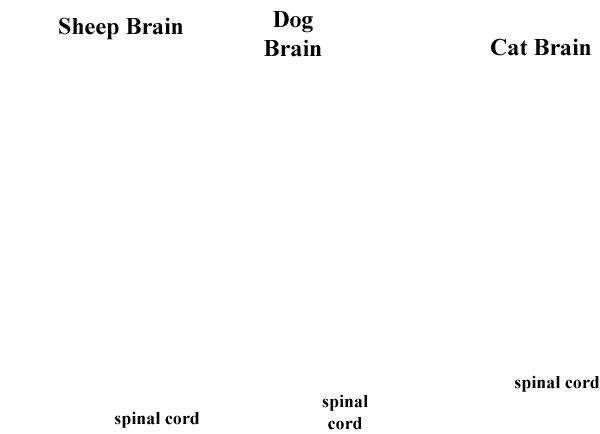 Sheep Brain
Dog
Brain
Cat Brain
spinal cord
spinal
cord
spinal cord